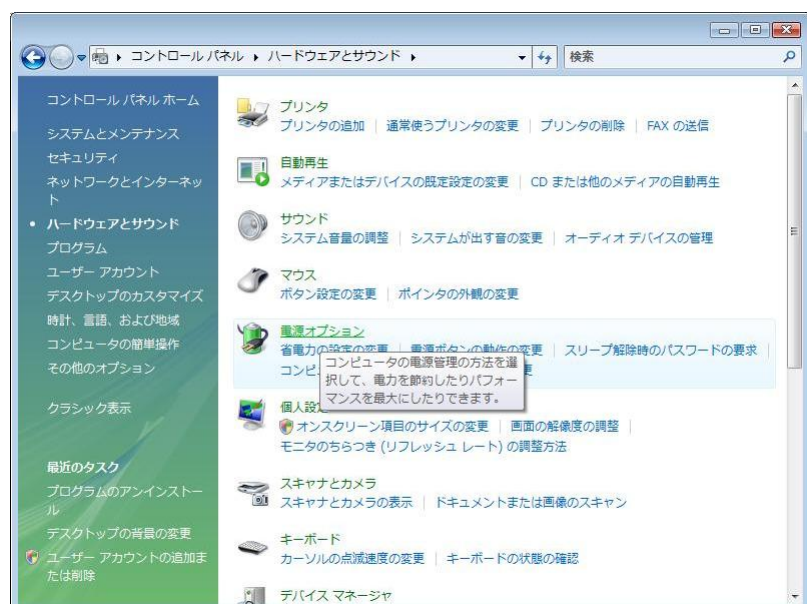 コントロール パネル ▸ ハードウェアとサウンド ▸
検索
コントロール パネル ホーム
システムとメンテナンス
セキュリティ
ネットワークとインターネッ
ト
• ハードウェアとサウンド
プログラム
ユーザー アカウント
デスクトップのカスタマイズ
時計、言語、および地域
コンピュータの簡単操作
その他のオプション
クラシック表示
最近のタスク
プログラムのアンインストー
ル
デスクトップの背景の変更
ユーザー アカウントの追加ま
たは削除
プリンタ
プリンタの追加 | 通常使うプリンタの変更 | プリンタの削除 | FAX の送信
自動再生
メディアまたはデバイスの既定設定の変更 | CD または他のメディアの自動再生
サウンド
システム音量の調整 | システムが出す音の変更 | オーディオ デバイスの管理
マウス
ボタン設定の変更 | ポインタの外観の変更
電源オプション
省電力の設定の変更 | 電源ボタンの動作の変更 | スリープ解除時のパスワードの要求
コンピ
更
コンピュータの電源管理の方法を選
択して、電力を節約したりパフォー
マンスを最大にしたりできます。
個人設定
オンスクリーン項目のサイズの変更 | 画面の解像度の調整 |
モニタのちらつき (リフレッシュ レート) の調整方法
スキャナとカメラ
スキャナとカメラの表示 | ドキュメントまたは画像のスキャン
キーボード
カーソルの点滅速度の変更 | キーボードの状態の確認
デバイス マネージャ